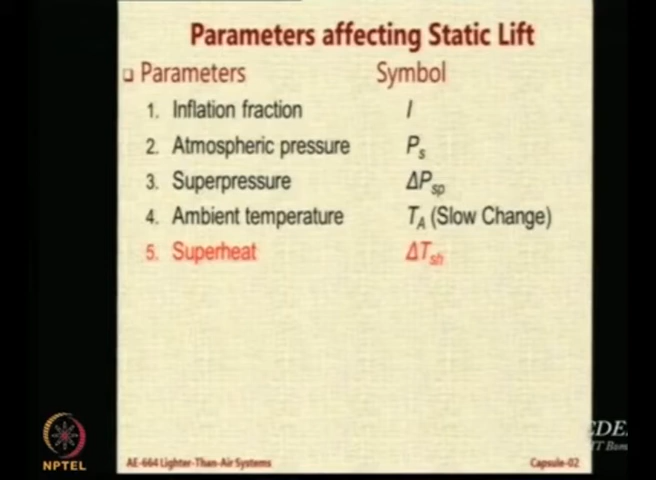 Parameters affecting Static Lift
Parameters Symbol
1. Inflation fraction I
2. Atmospheric pressure Ps
3. Superpressure ΔPsp
4. Ambient temperature TA (Slow Change)
5. Superheat ΔTsh
NPTEL
AE-664 Lighter-Than-Air Systems
Capsule-02